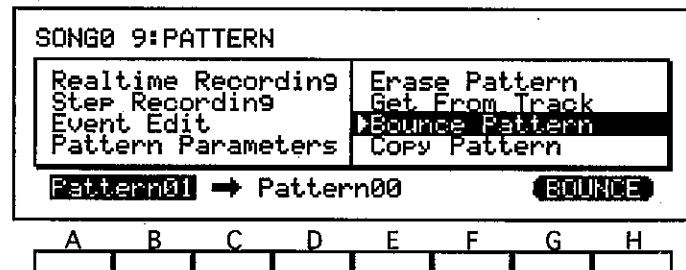 SONG0 9:PATTERN
Realtime Recording
Step Recording
Event Edit
Pattern Parameters
Erase Pattern
Get From Track
▶Bounce Pattern
Copy Pattern
Pattern01 ➡ Pattern00 BOUNCE
A B C D E F G H